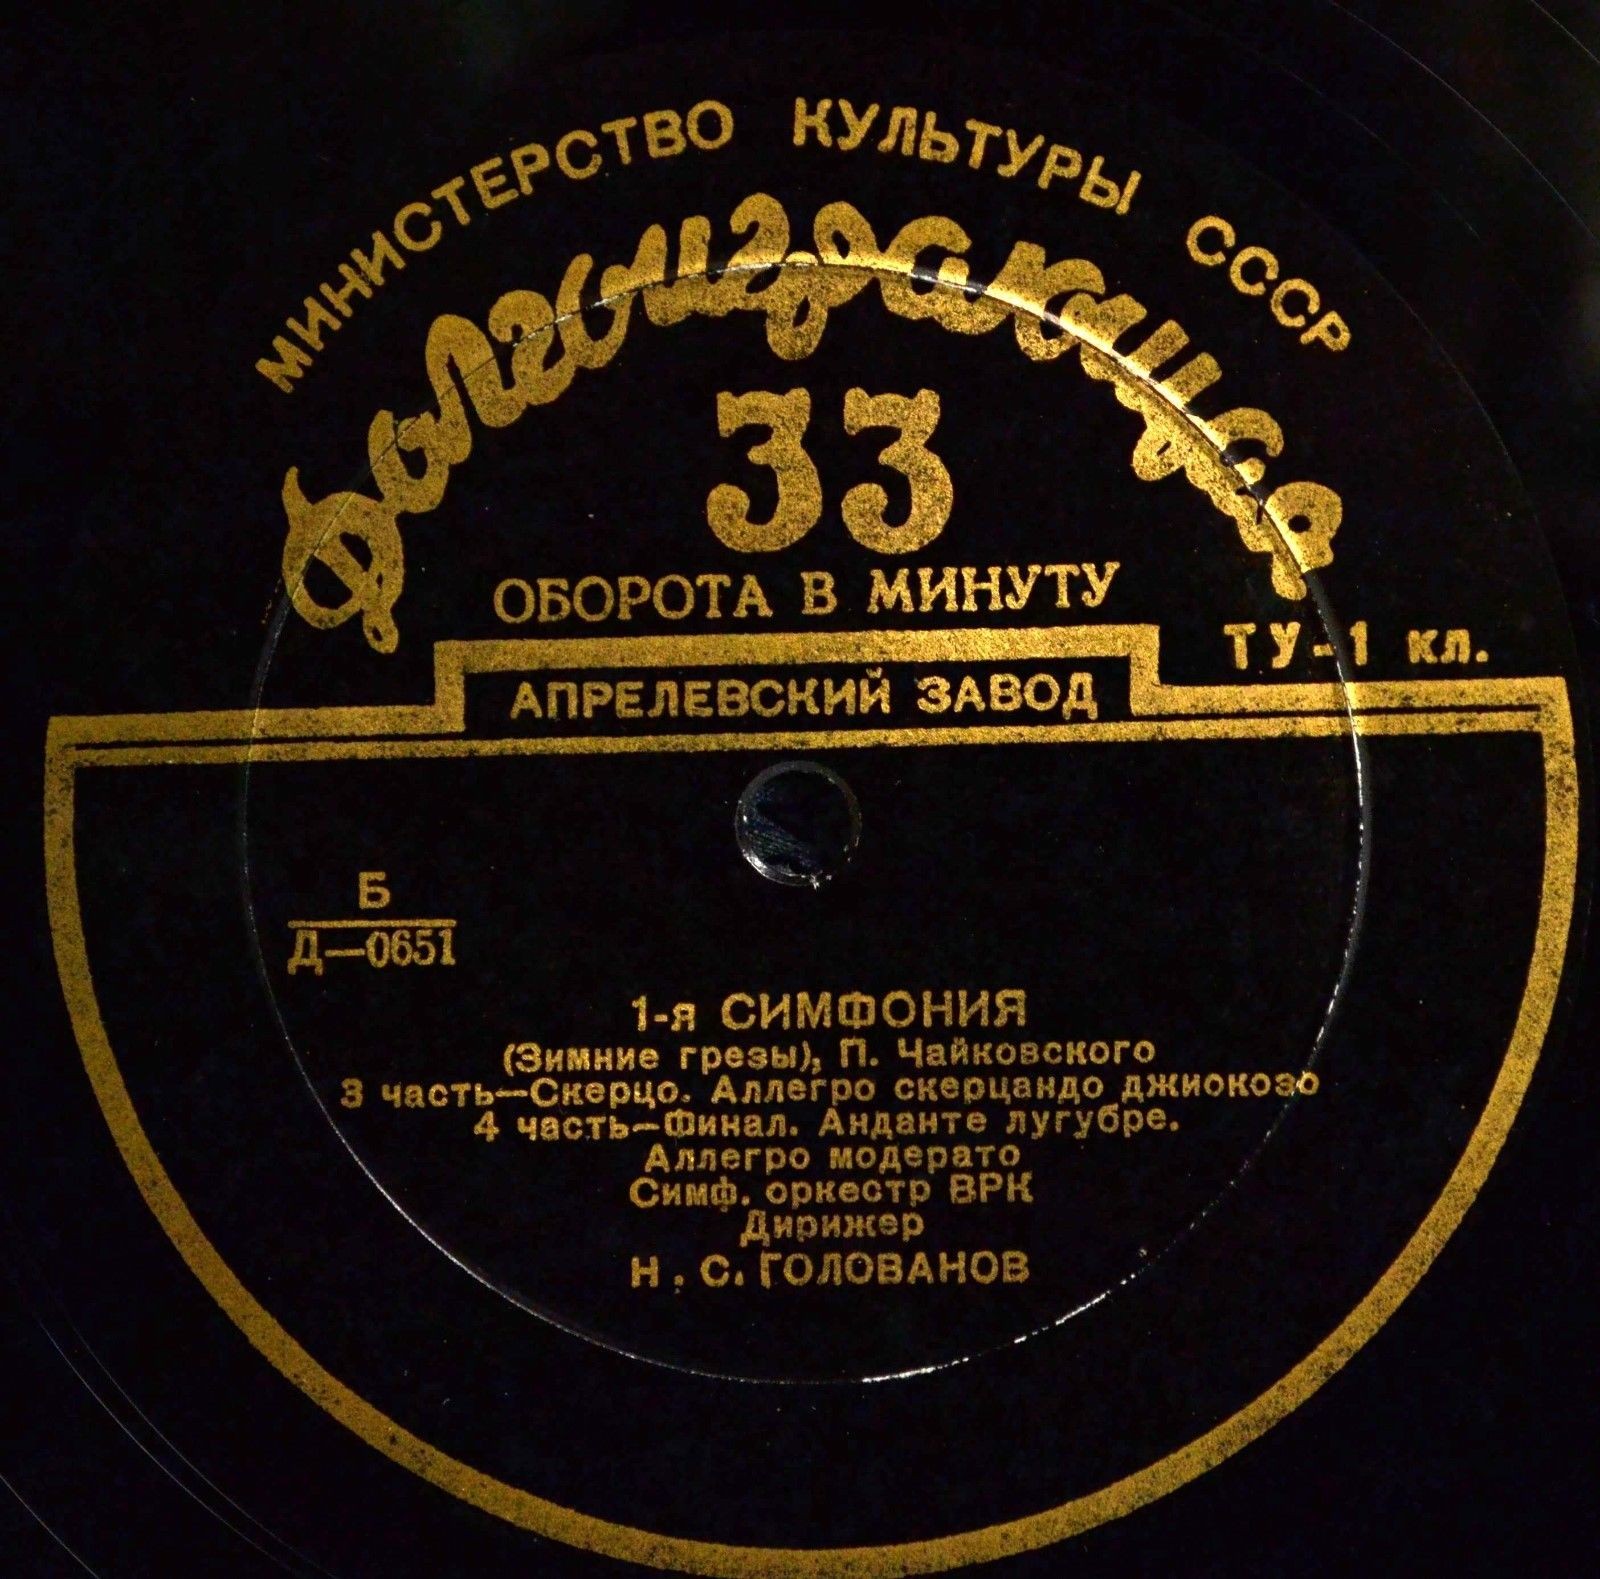 МИНИСТЕРСТВО КУЛЬТУРЫ СССР
Долгоиграющая
33
ОБОРОТА В МИНУТУ
ТУ-1 кл.
АПРЕЛЕВСКИЙ ЗАВОД
Б
Д—0651
1-я СИМФОНИЯ
(Зимние грезы), П. Чайковского
3 часть—Скерцо. Аллегро скерцандо джиокозо
4 часть—Финал. Анданте лугубре.
Аллегро модерато
Симф. оркестр ВРК
Дирижер
Н. С. ГОЛОВАНОВ